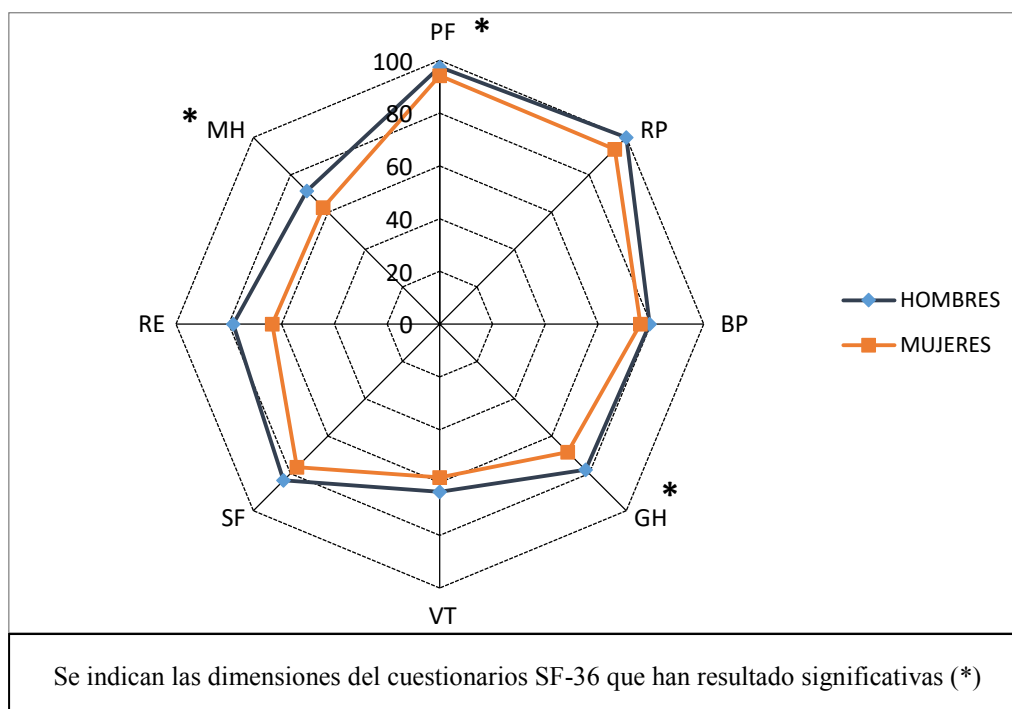 PF *
100
* MH
80
RP
60
40
20
RE
0
BP
HOMBRES
MUJERES
SF
GH *
VT
Se indican las dimensiones del cuestionarios SF-36 que han resultado significativas (*)